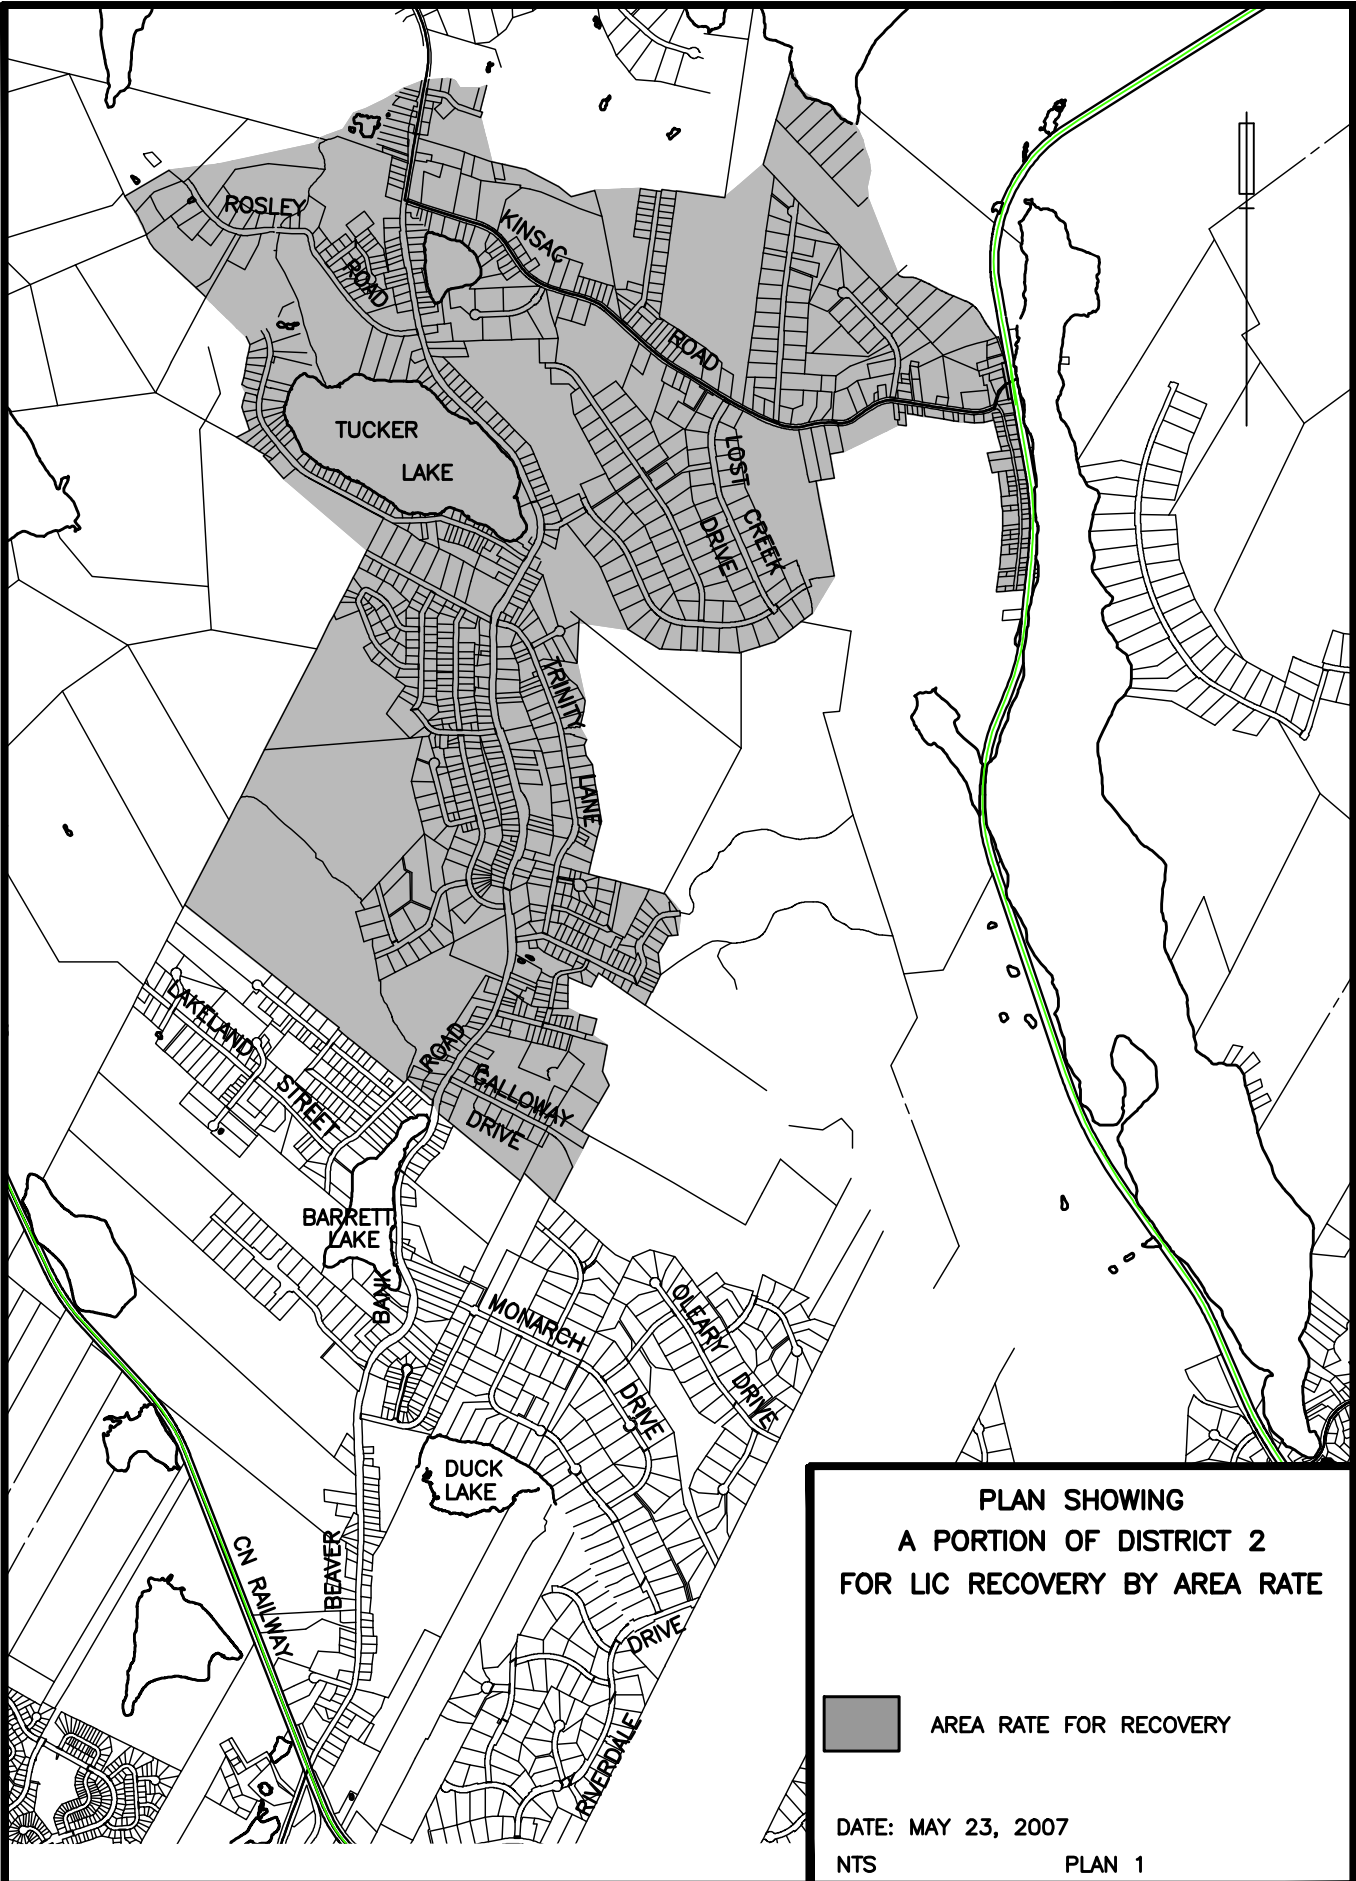 ROSLEY
ROAD
KINSAC
ROAD
TUCKER
LAKE
LOST CREEK
DRIVE
TRINITY
LANE
LAKELAND
STREET
ROAD
GALLOWAY
DRIVE
BARRETT
LAKE
BANK
MONARCH
DRIVE
OLEARY
DRIVE
DUCK
LAKE
BEAVER
CN RAILWAY
DRIVE
RIVERDALE
PLAN SHOWING
A PORTION OF DISTRICT 2
FOR LIC RECOVERY BY AREA RATE
AREA RATE FOR RECOVERY
DATE: MAY 23, 2007
NTS PLAN 1